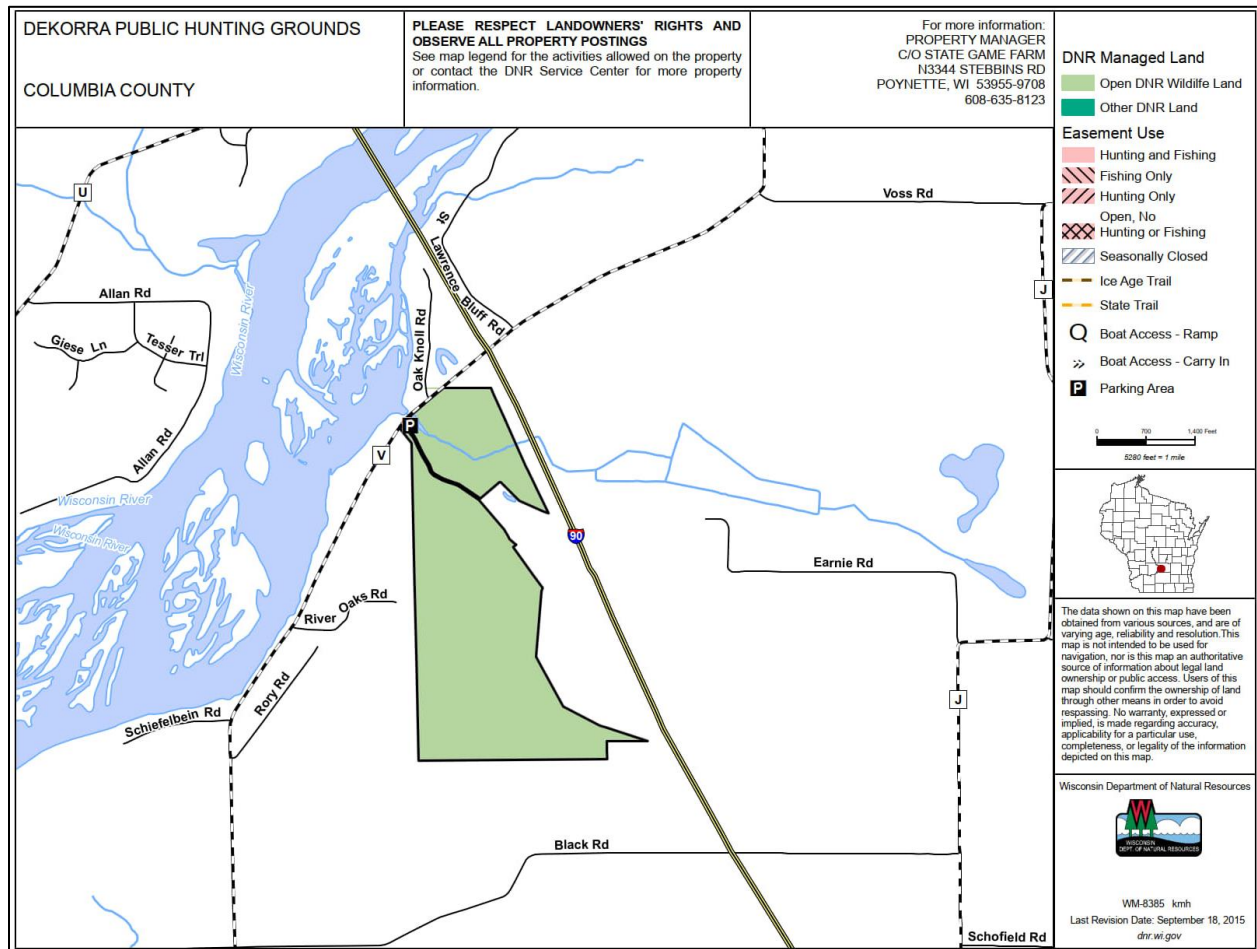 DEKORRA PUBLIC HUNTING GROUNDS
COLUMBIA COUNTY
PLEASE RESPECT LANDOWNERS' RIGHTS AND
OBSERVE ALL PROPERTY POSTINGS
See map legend for the activities allowed on the property
or contact the DNR Service Center for more property
information.
For more information:
PROPERTY MANAGER
C/O STATE GAME FARM
N3344 STEBBINS RD
POYNETTE, WI 53955-9708
608-635-8123
DNR Managed Land
Open DNR Wildilfe Land
Other DNR Land
Easement Use
Hunting and Fishing
Fishing Only
Hunting Only
Open, No
Hunting or Fishing
Seasonally Closed
Ice Age Trail
State Trail
Q Boat Access - Ramp
Boat Access - Carry In
P Parking Area
0 700 1,400 Feet
5280 feet = 1 mile
The data shown on this map have been
obtained from various sources, and are of
varying age, reliability and resolution.This
map is not intended to be used for
navigation, nor is this map an authoritative
source of information about legal land
ownership or public access. Users of this
map should confirm the ownership of land
through other means in order to avoid
respassing. No warranty, expressed or
implied, is made regarding accuracy,
applicability for a particular use,
completeness, or legality of the information
depicted on this map.
Wisconsin Department of Natural Resources
W
WISCONSIN
DEPT. OF NATURAL RESOURCES
WM-8385 kmh
Last Revision Date: September 18, 2015
dnr.wi.gov
U
Voss Rd
St
Lawrence Bluff Rd
J
Allan Rd
Giese Ln
Tesser Trl
Wisconsin River
Oak Knoll Rd
P
V
Allan Rd
Wisconsin River
Wisconsin River
90
Earnie Rd
River Oaks Rd
Rory Rd
Schiefelbein Rd
J
Black Rd
Schofield Rd